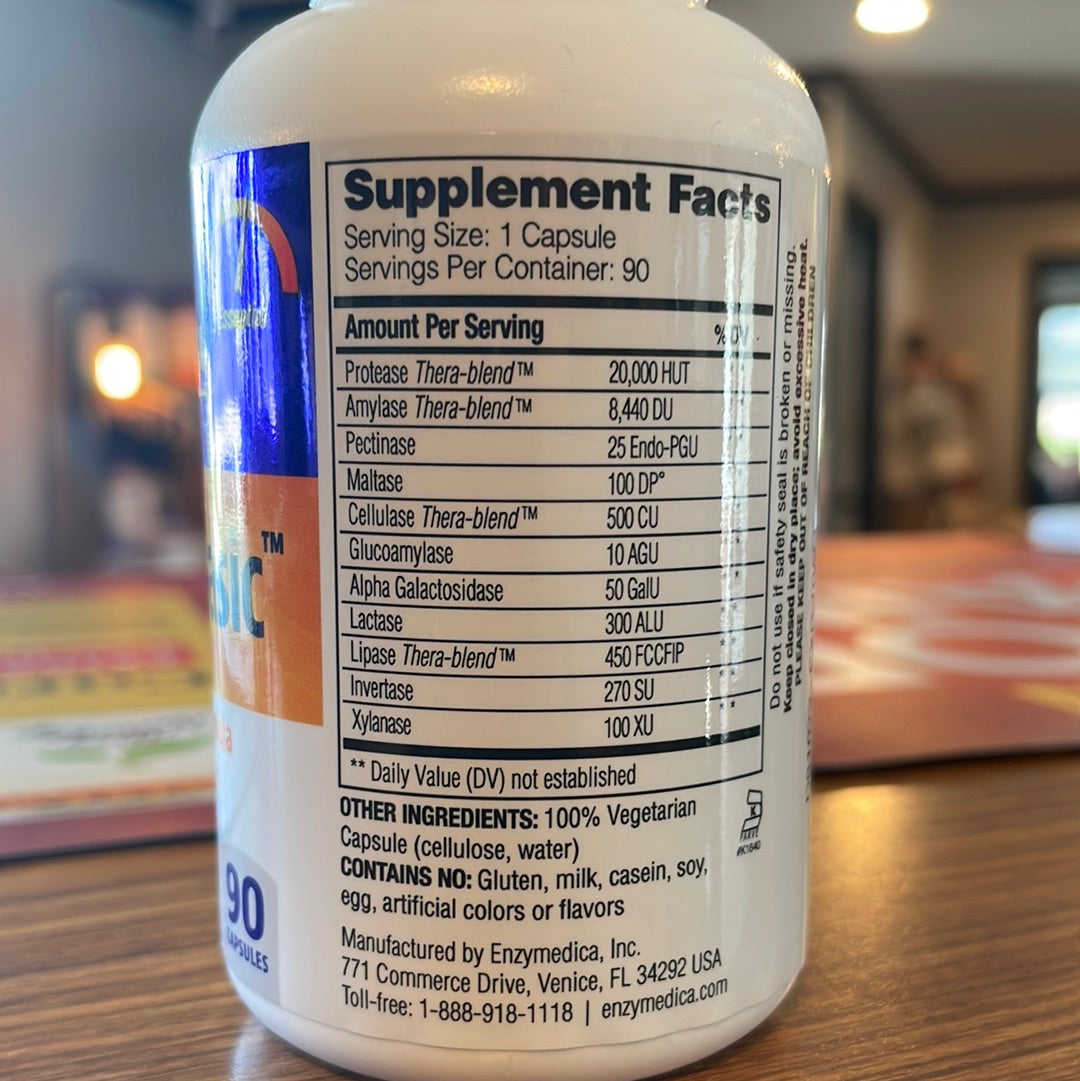 Supplement Facts
Serving Size: 1 Capsule
Servings Per Container: 90
Amount Per Serving %DV
Protease Thera-blend™ 20,000 HUT
Amylase Thera-blend™ 8,440 DU
Pectinase 25 Endo-PGU
Maltase 100 DP°
Cellulase Thera-blend™ 500 CU
Glucoamylase 10 AGU
Alpha Galactosidase 50 GalU *
Lactase 300 ALU
Lipase Thera-blend™ 450 FCCFIP
Invertase 270 SU
Xylanase 100 XU **
** Daily Value (DV) not established
OTHER INGREDIENTS: 100% Vegetarian
Capsule (cellulose, water)
CONTAINS NO: Gluten, milk, casein, soy,
egg, artificial colors or flavors
Manufactured by Enzymedica, Inc.
771 Commerce Drive, Venice, FL 34292 USA
Toll-free: 1-888-918-1118 | enzymedica.com
Do not use if safety seal is broken or missing.
Keep closed in dry place; avoid excessive heat.
PLEASE KEEP OUT OF REACH OF CHILDREN
PARVE
#K1640
SIC™
90
CAPSULES